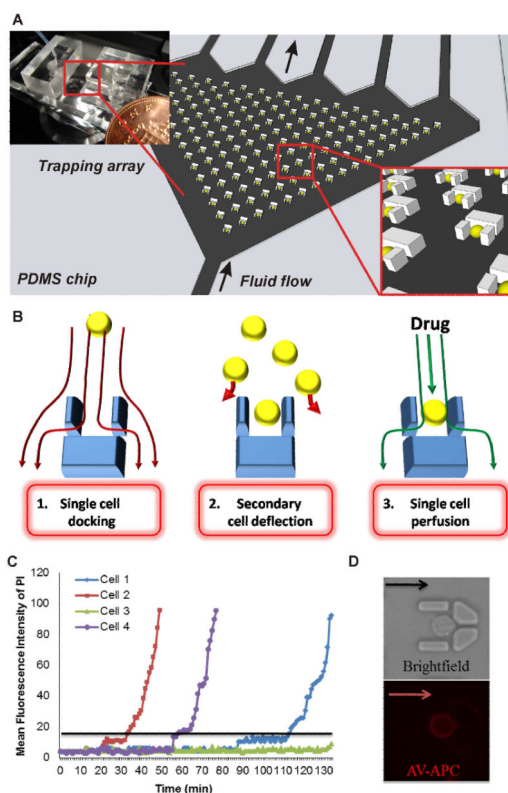 A
Trapping array
PDMS chip
Fluid flow
B
Drug
1. Single cell
docking
2. Secondary
cell deflection
3. Single cell
perfusion
C
Mean Fluorescence Intensity of PI
120
100
80
60
40
20
0
Cell 1
Cell 2
Cell 3
Cell 4
0 10 20 30 40 50 60 70 80 90 100 110 120 130
Time (min)
D
Brightfield
AV-APC